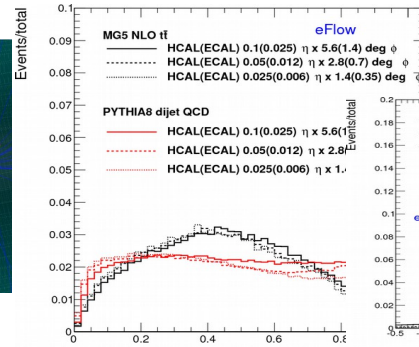 0.1
0.09
0.08
0.07
0.06
0.05
0.04
0.03
0.02
0.01
0
Events/total
eFlow
MG5 NLO tt̄
HCAL(ECAL) 0.1(0.025) η x 5.6(1.4) deg φ
HCAL(ECAL) 0.05(0.012) η x 2.8(0.7) deg φ
HCAL(ECAL) 0.025(0.006) η x 1.4(0.35) deg φ
PYTHIA8 dijet QCD
HCAL(ECAL) 0.1(0.025) η x 5.6(1
HCAL(ECAL) 0.05(0.012) η x 2.8(
HCAL(ECAL) 0.025(0.006) η x 1.
0 0.2 0.4 0.6 0.8
Events/total
0.2
0.18
0.16
0.14
0.12
0.1
0.08
0.06
0.04
0.02
0
-0.5
e